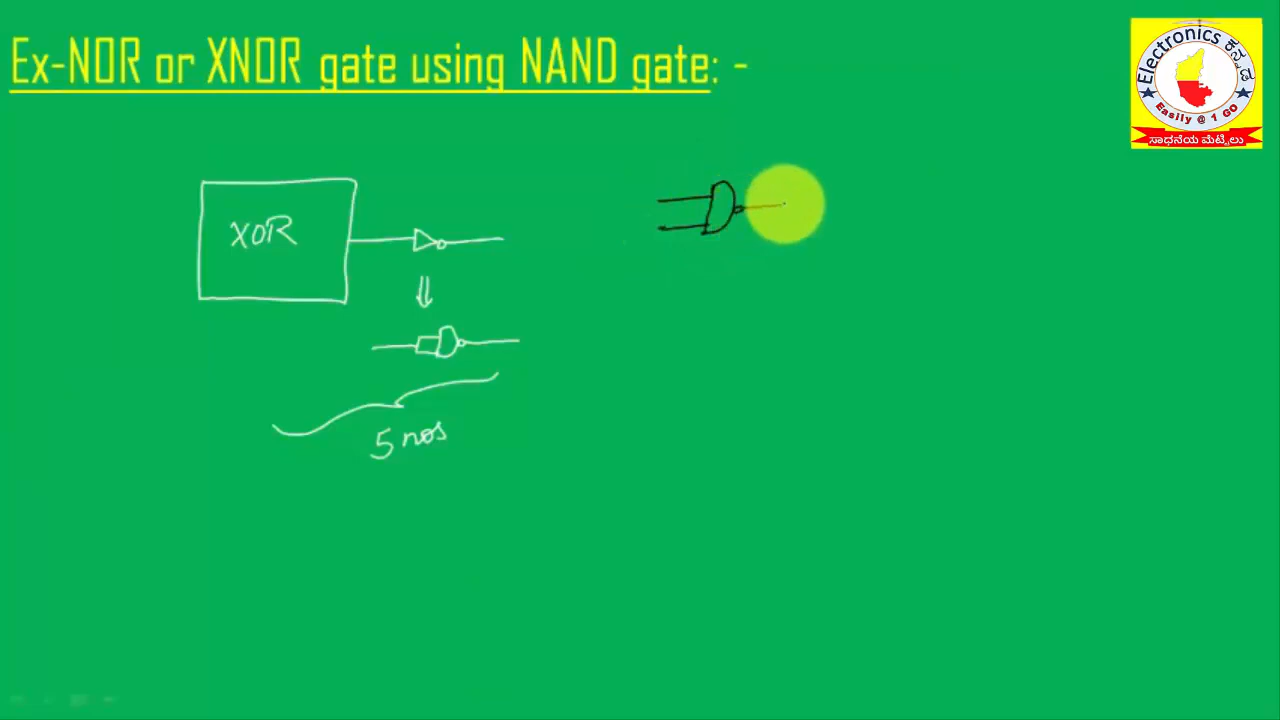 Ex-NOR or XNOR gate using NAND gate: -
Electronics ಕನ್ನಡ
Easily @ 1 GO
ಸಾಧನೆಯ ಮೆಟ್ಟಿಲು
XOR
5 nos